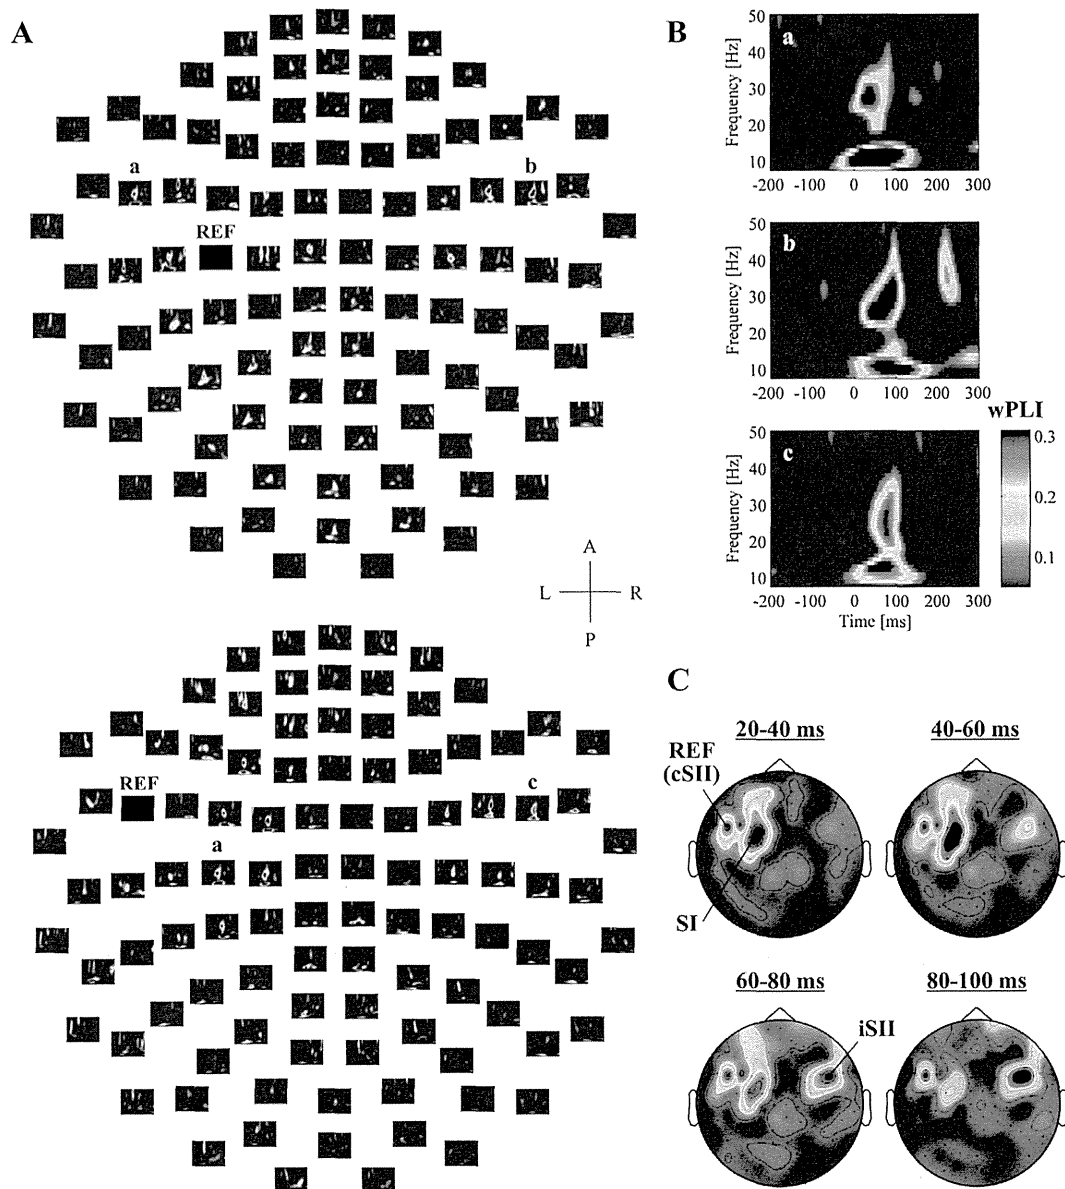 A
B
a
b
REF
REF
c
a
A
L R
P
Frequency [Hz]
50
40
30
20
10
a
-200 -100 0 100 200 300
Frequency [Hz]
50
40
30
20
10
b
-200 -100 0 100 200 300
wPLI
0.3
0.2
0.1
Frequency [Hz]
50
40
30
20
10
c
-200 -100 0 100 200 300
Time [ms]
C
20-40 ms 40-60 ms
REF
(cSII)
SI
60-80 ms 80-100 ms
iSII